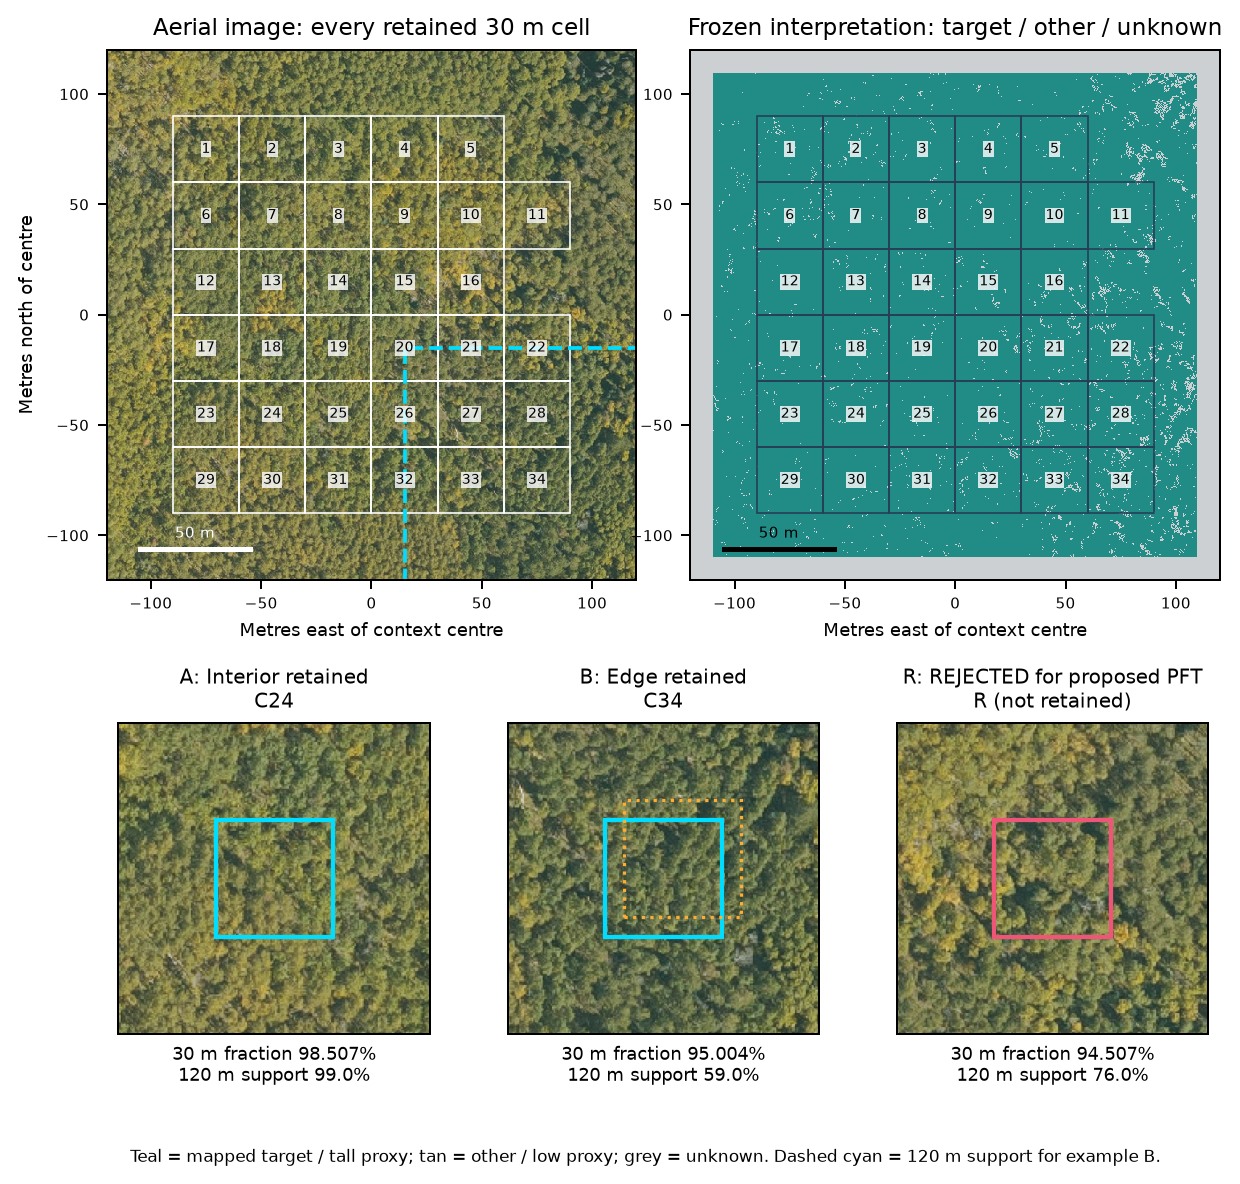 Aerial image: every retained 30 m cell
Frozen interpretation: target / other / unknown
Metres north of centre
100
50
0
−50
−100
1 2 3 4 5
6 7 8 9 10 11
12 13 14 15 16
17 18 19 20 21 22
23 24 25 26 27 28
29 30 31 32 33 34
50 m
−100 −50 0 50 100
Metres east of context centre
100
50
0
−50
−100
1 2 3 4 5
6 7 8 9 10 11
12 13 14 15 16
17 18 19 20 21 22
23 24 25 26 27 28
29 30 31 32 33 34
50 m
−100 −50 0 50 100
Metres east of context centre
A: Interior retained
C24
30 m fraction 98.507%
120 m support 99.0%
B: Edge retained
C34
30 m fraction 95.004%
120 m support 59.0%
R: REJECTED for proposed PFT
R (not retained)
30 m fraction 94.507%
120 m support 76.0%
Teal = mapped target / tall proxy; tan = other / low proxy; grey = unknown. Dashed cyan = 120 m support for example B.